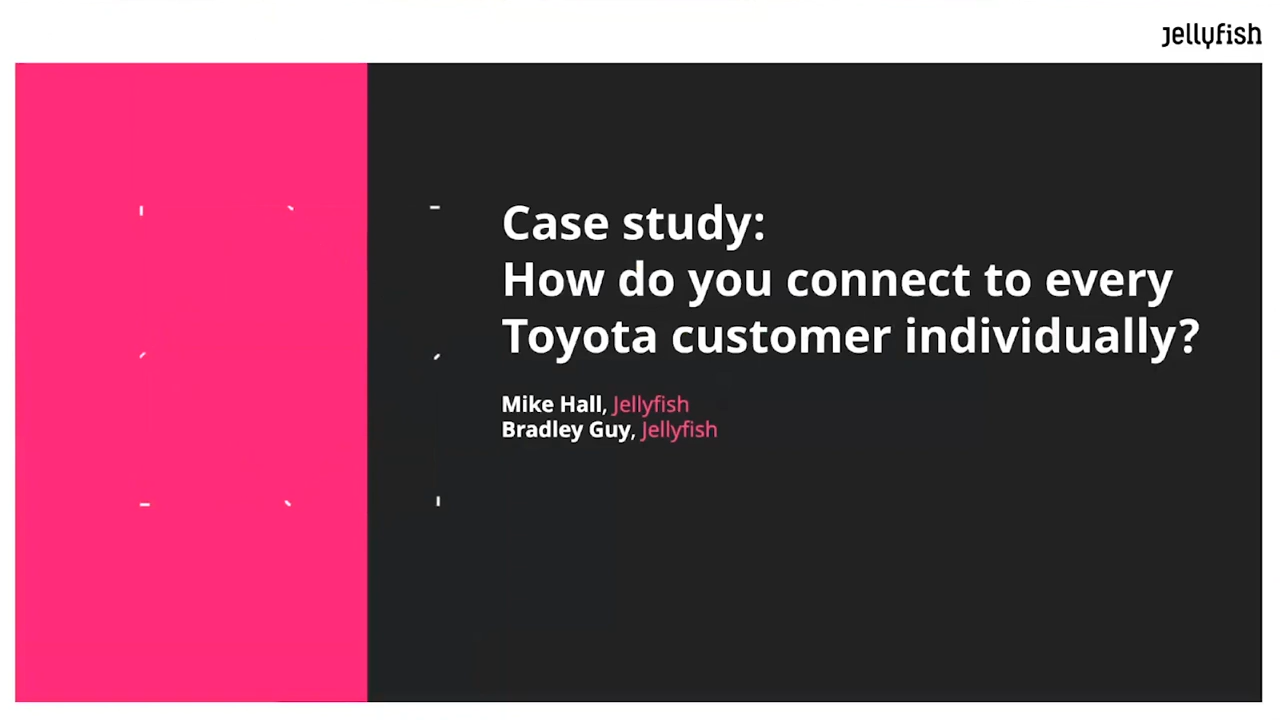 jellyfish
Case study:
How do you connect to every
Toyota customer individually?
Mike Hall, Jellyfish
Bradley Guy, Jellyfish